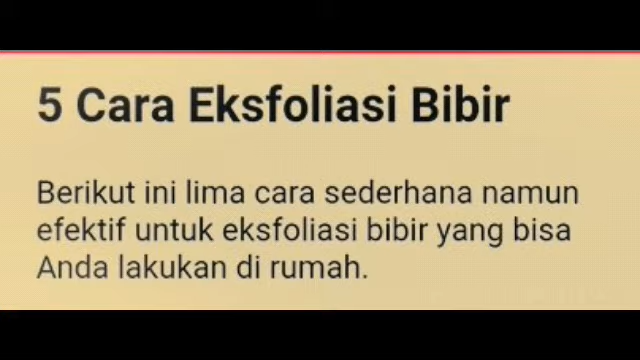 5 Cara Eksfoliasi Bibir
Berikut ini lima cara sederhana namun
efektif untuk eksfoliasi bibir yang bisa
Anda lakukan di rumah.